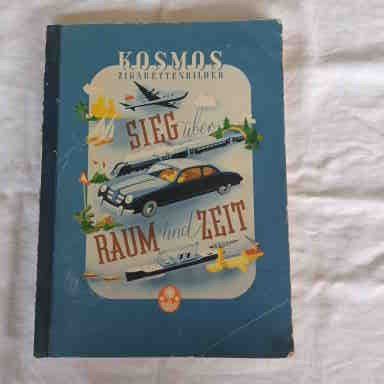 KOSMOS
ZIGARETTENBILDER
SIEG über
RAUM und ZEIT